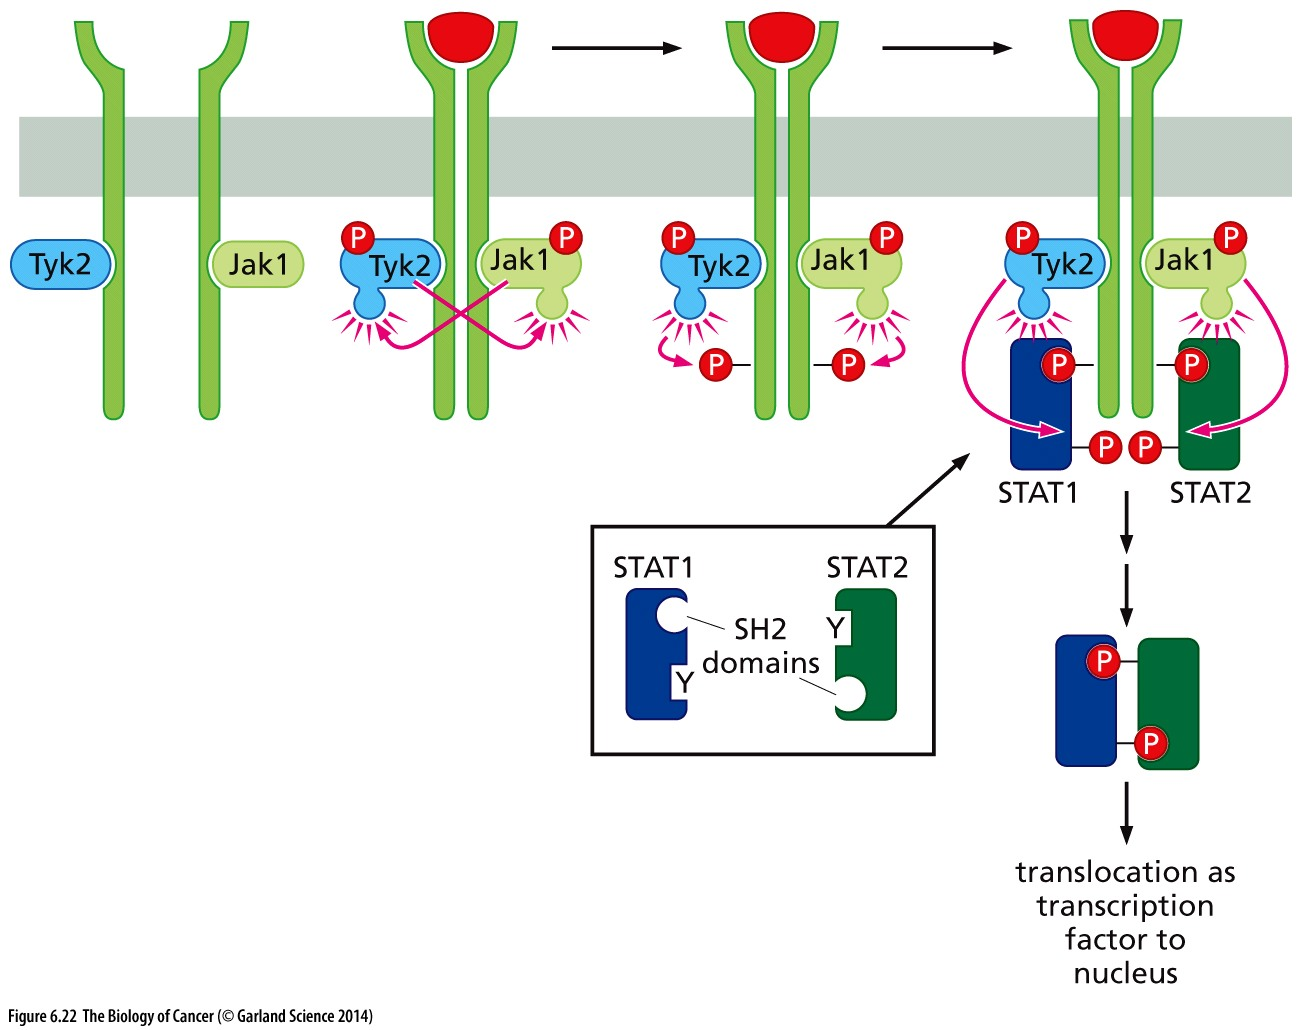 Tyk2
Jak1
P
Tyk2
Jak1
P
P
Tyk2
Jak1
P
P
P
P
Tyk2
Jak1
P
P
P
P
P
P
STAT1
STAT2
STAT1
STAT2
SH2
domains
Y
Y
P
P
translocation as
transcription
factor to
nucleus
Figure 6.22 The Biology of Cancer (© Garland Science 2014)